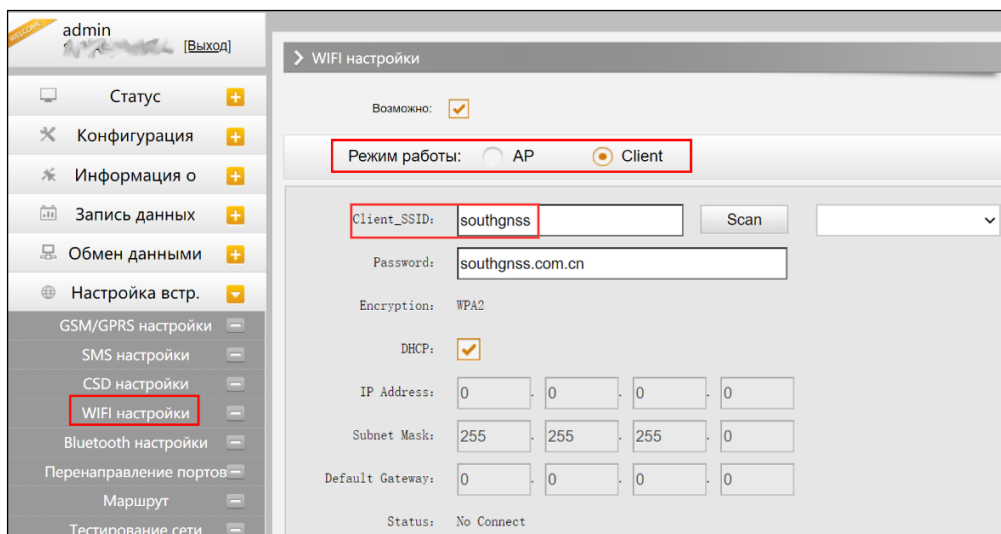 WELCOME
admin
[Выход]
Статус
Конфигурация
Информация о
Запись данных
Обмен данными
Настройка встр.
GSM/GPRS настройки
SMS настройки
CSD настройки
WIFI настройки
Bluetooth настройки
Перенаправление портов
Маршрут
Тестирование сети
WIFI настройки
Возможно:
Режим работы: AP Client
Client_SSID: southgnss Scan
Password: southgnss.com.cn
Encryption: WPA2
DHCP:
IP Address: 0 . 0 . 0 . 0
Subnet Mask: 255 . 255 . 255 . 0
Default Gateway: 0 . 0 . 0 . 0
Status: No Connect